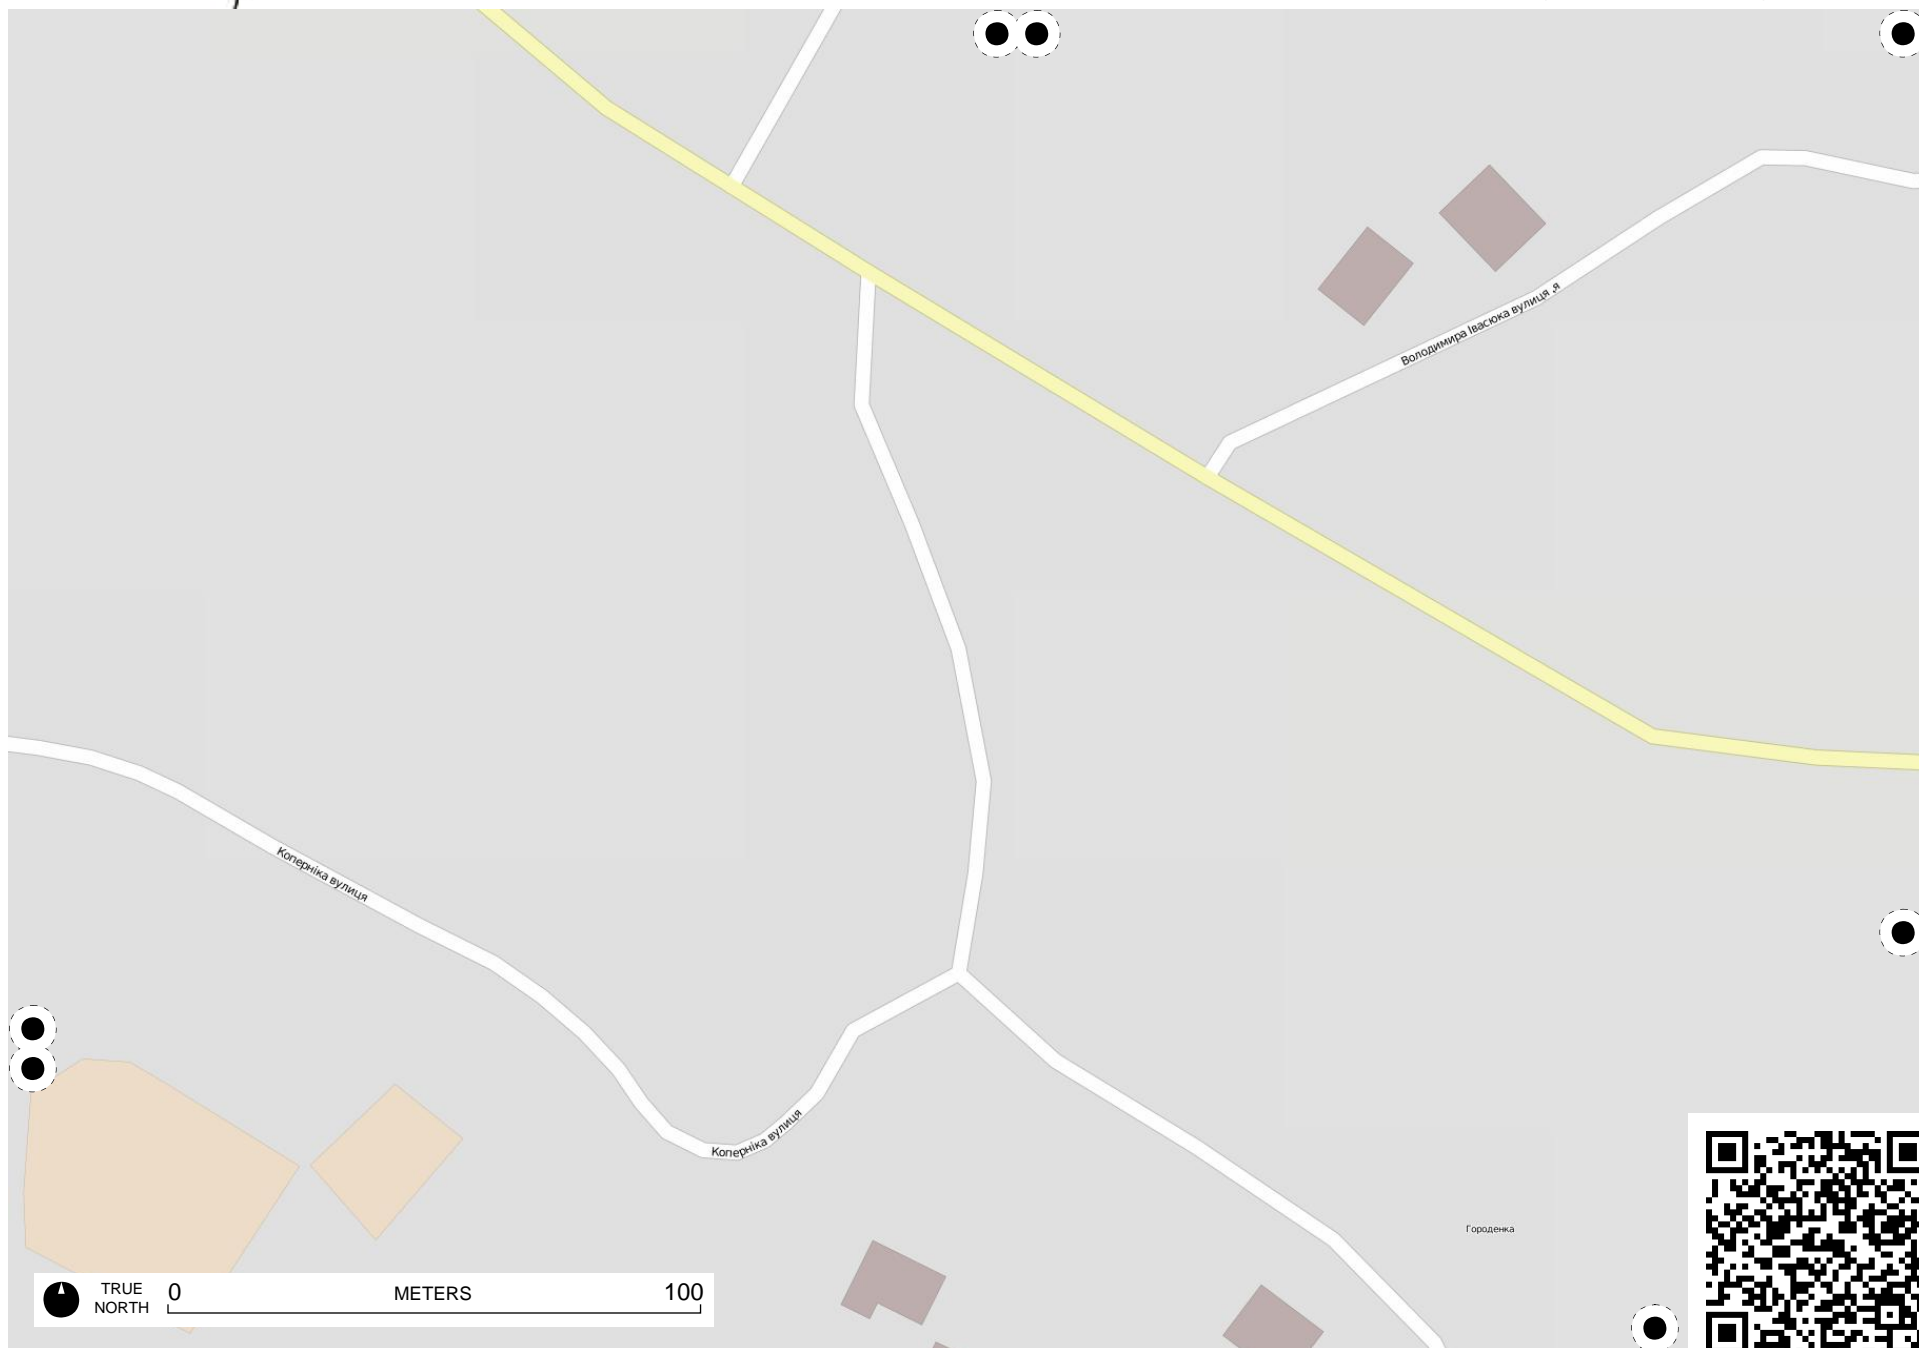 Володимира Івасюка вулиця ,я
Коперніка вулиця
Коперніка вулиця
Городенка
TRUE NORTH
0 METERS 100